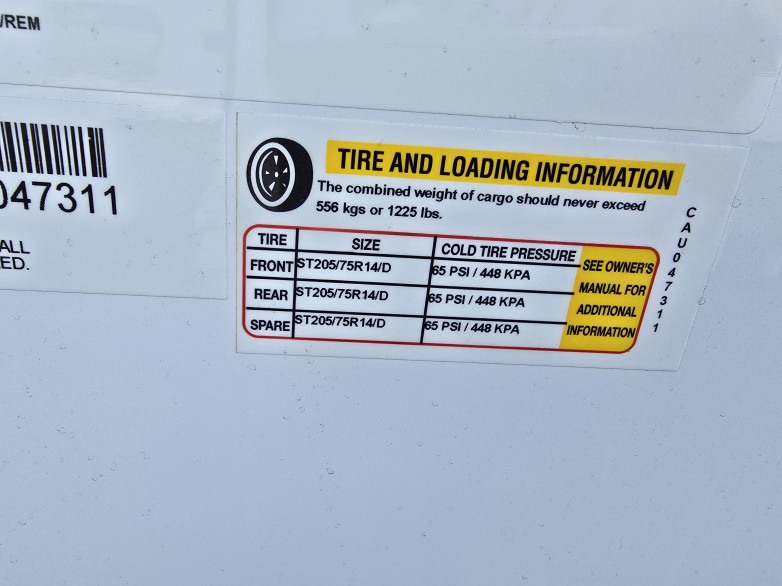 /REM
047311
ALL
ED.
TIRE AND LOADING INFORMATION
The combined weight of cargo should never exceed
556 kgs or 1225 lbs.
TIRE SIZE COLD TIRE PRESSURE
FRONT ST205/75R14/D 65 PSI / 448 KPA
REAR ST205/75R14/D 65 PSI / 448 KPA
SPARE ST205/75R14/D 65 PSI / 448 KPA
SEE OWNER'S
MANUAL FOR
ADDITIONAL
INFORMATION
CAU047311